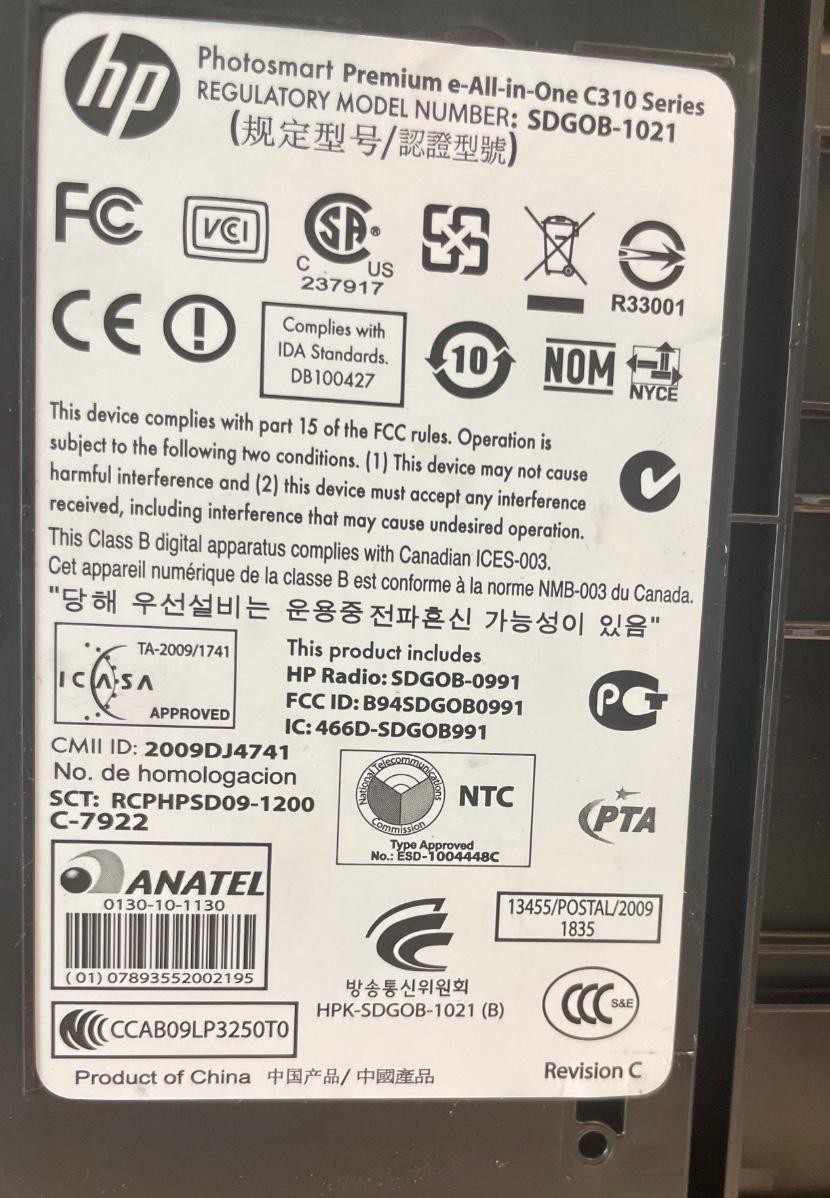 hp
Photosmart Premium e-All-in-One C310 Series
REGULATORY MODEL NUMBER: SDGOB-1021
(规定型号/認證型號)
FC
VCI
SA®
C US
237917
R33001
CE
Complies with
IDA Standards.
DB100427
10
NOM
NYCE
This device complies with part 15 of the FCC rules. Operation is
subject to the following two conditions. (1) This device may not cause
harmful interference and (2) this device must accept any interference
received, including interference that may cause undesired operation.
This Class B digital apparatus complies with Canadian ICES-003.
Cet appareil numérique de la classe B est conforme à la norme NMB-003 du Canada.
"당해 우선설비는 운용중 전파혼신 가능성이 있음"
TA-2009/1741
ICASA
APPROVED
This product includes
HP Radio: SDGOB-0991
FCC ID: B94SDGOB0991
IC: 466D-SDGOB991
PCT
CMII ID: 2009DJ4741
No. de homologacion
SCT: RCPHPSD09-1200
C-7922
National Telecommunications
Commission
NTC
Type Approved
No.: ESD-1004448C
PTA
ANATEL
0130-10-1130
(01) 07893552002195
13455/POSTAL/2009
1835
방송통신위원회
HPK-SDGOB-1021 (B)
CCC S&E
CCAB09LP3250T0
Product of China 中国产品/ 中國產品
Revision C